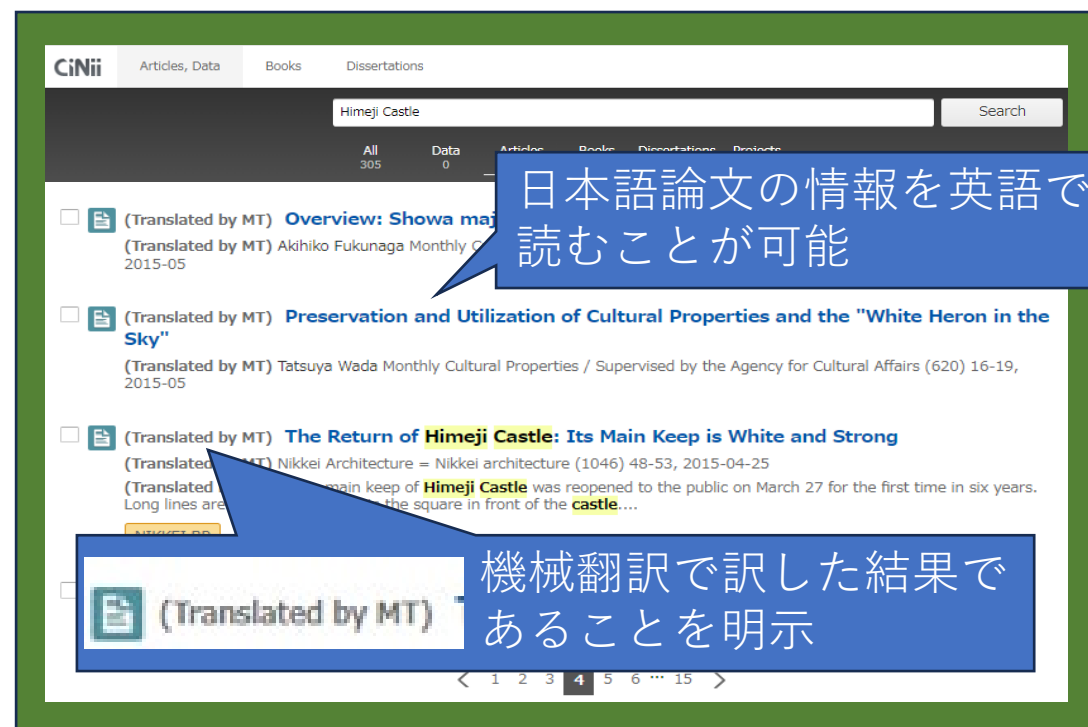 CiNii Articles, Data Books Dissertations
Himeji Castle Search
All Data Articles Books Dissertations Projects
305 0
日本語論文の情報を英語で
読むことが可能
(Translated by MT) Overview: Showa
(Translated by MT) Akihiko Fukunaga Monthly
2015-05
(Translated by MT) Preservation and Utilization of Cultural Properties and the "White Heron in the
Sky"
(Translated by MT) Tatsuya Wada Monthly Cultural Properties / Supervised by the Agency for Cultural Affairs (620) 16-19,
2015-05
(Translated by MT) The Return of Himeji Castle: Its Main Keep is White and Strong
(Translated MT) Nikkei Architecture = Nikkei architecture (1046) 48-53, 2015-04-25
(Translated main keep of Himeji Castle was reopened to the public on March 27 for the first time in six years.
Long lines are the square in front of the castle....
NIKKEI BP
(Translated by MT)
機械翻訳で訳した結果で
あることを明示
< 1 2 3 4 5 6 … 15 >